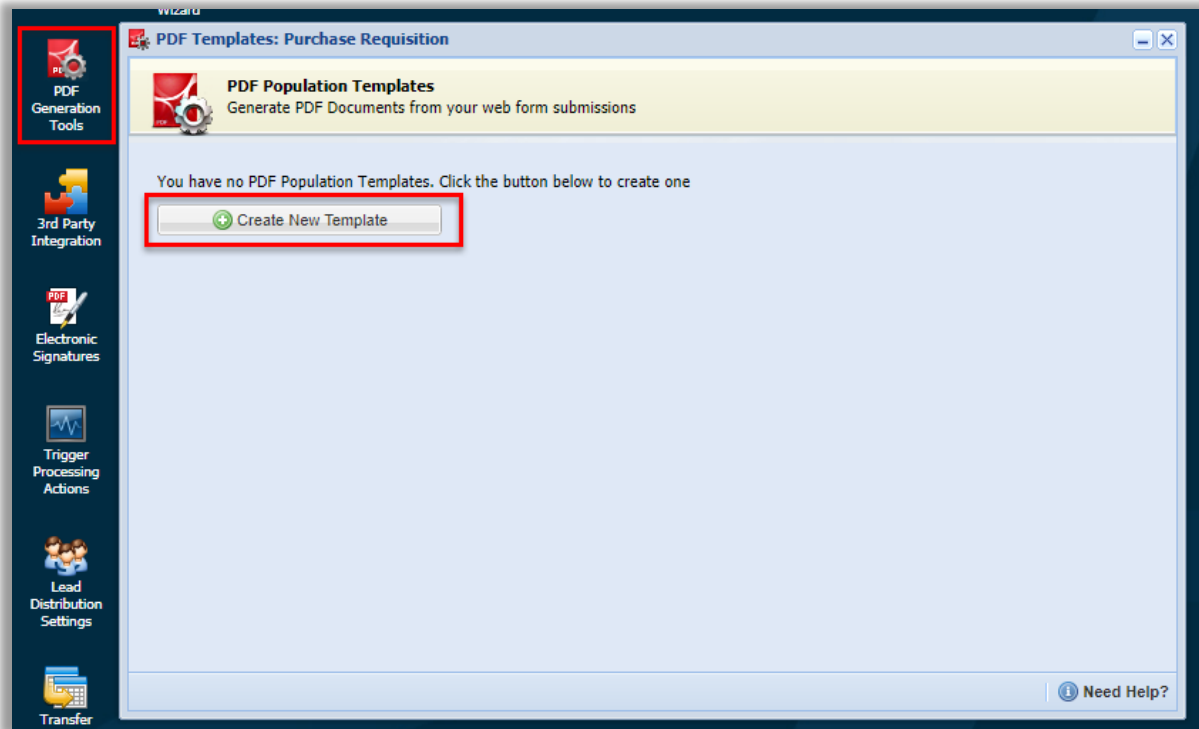 Wizard
PDF
Generation
Tools
3rd Party
Integration
PDF
Electronic
Signatures
Trigger
Processing
Actions
Lead
Distribution
Settings
Transfer
PDF Templates: Purchase Requisition
PDF Population Templates
Generate PDF Documents from your web form submissions
You have no PDF Population Templates. Click the button below to create one
Create New Template
Need Help?